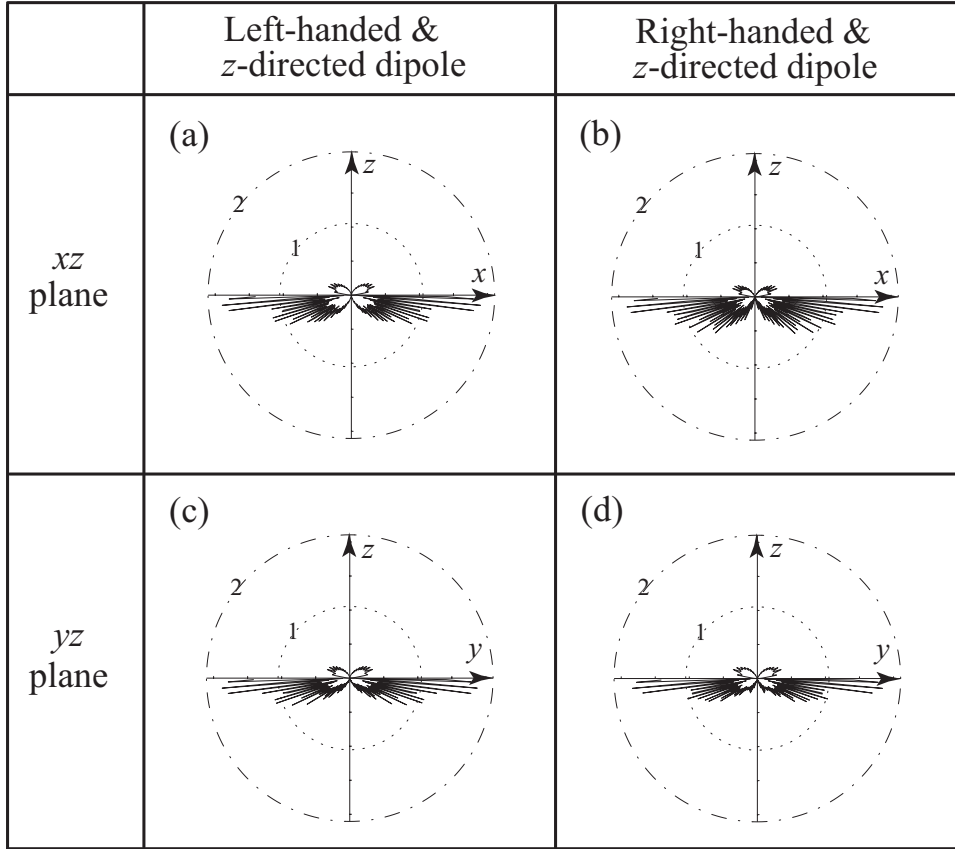 Left-handed &
z-directed dipole
Right-handed &
z-directed dipole
xz
plane
(a)
z
2
1
x
(b)
z
2
1
x
yz
plane
(c)
z
2
1
y
(d)
z
2
1
y